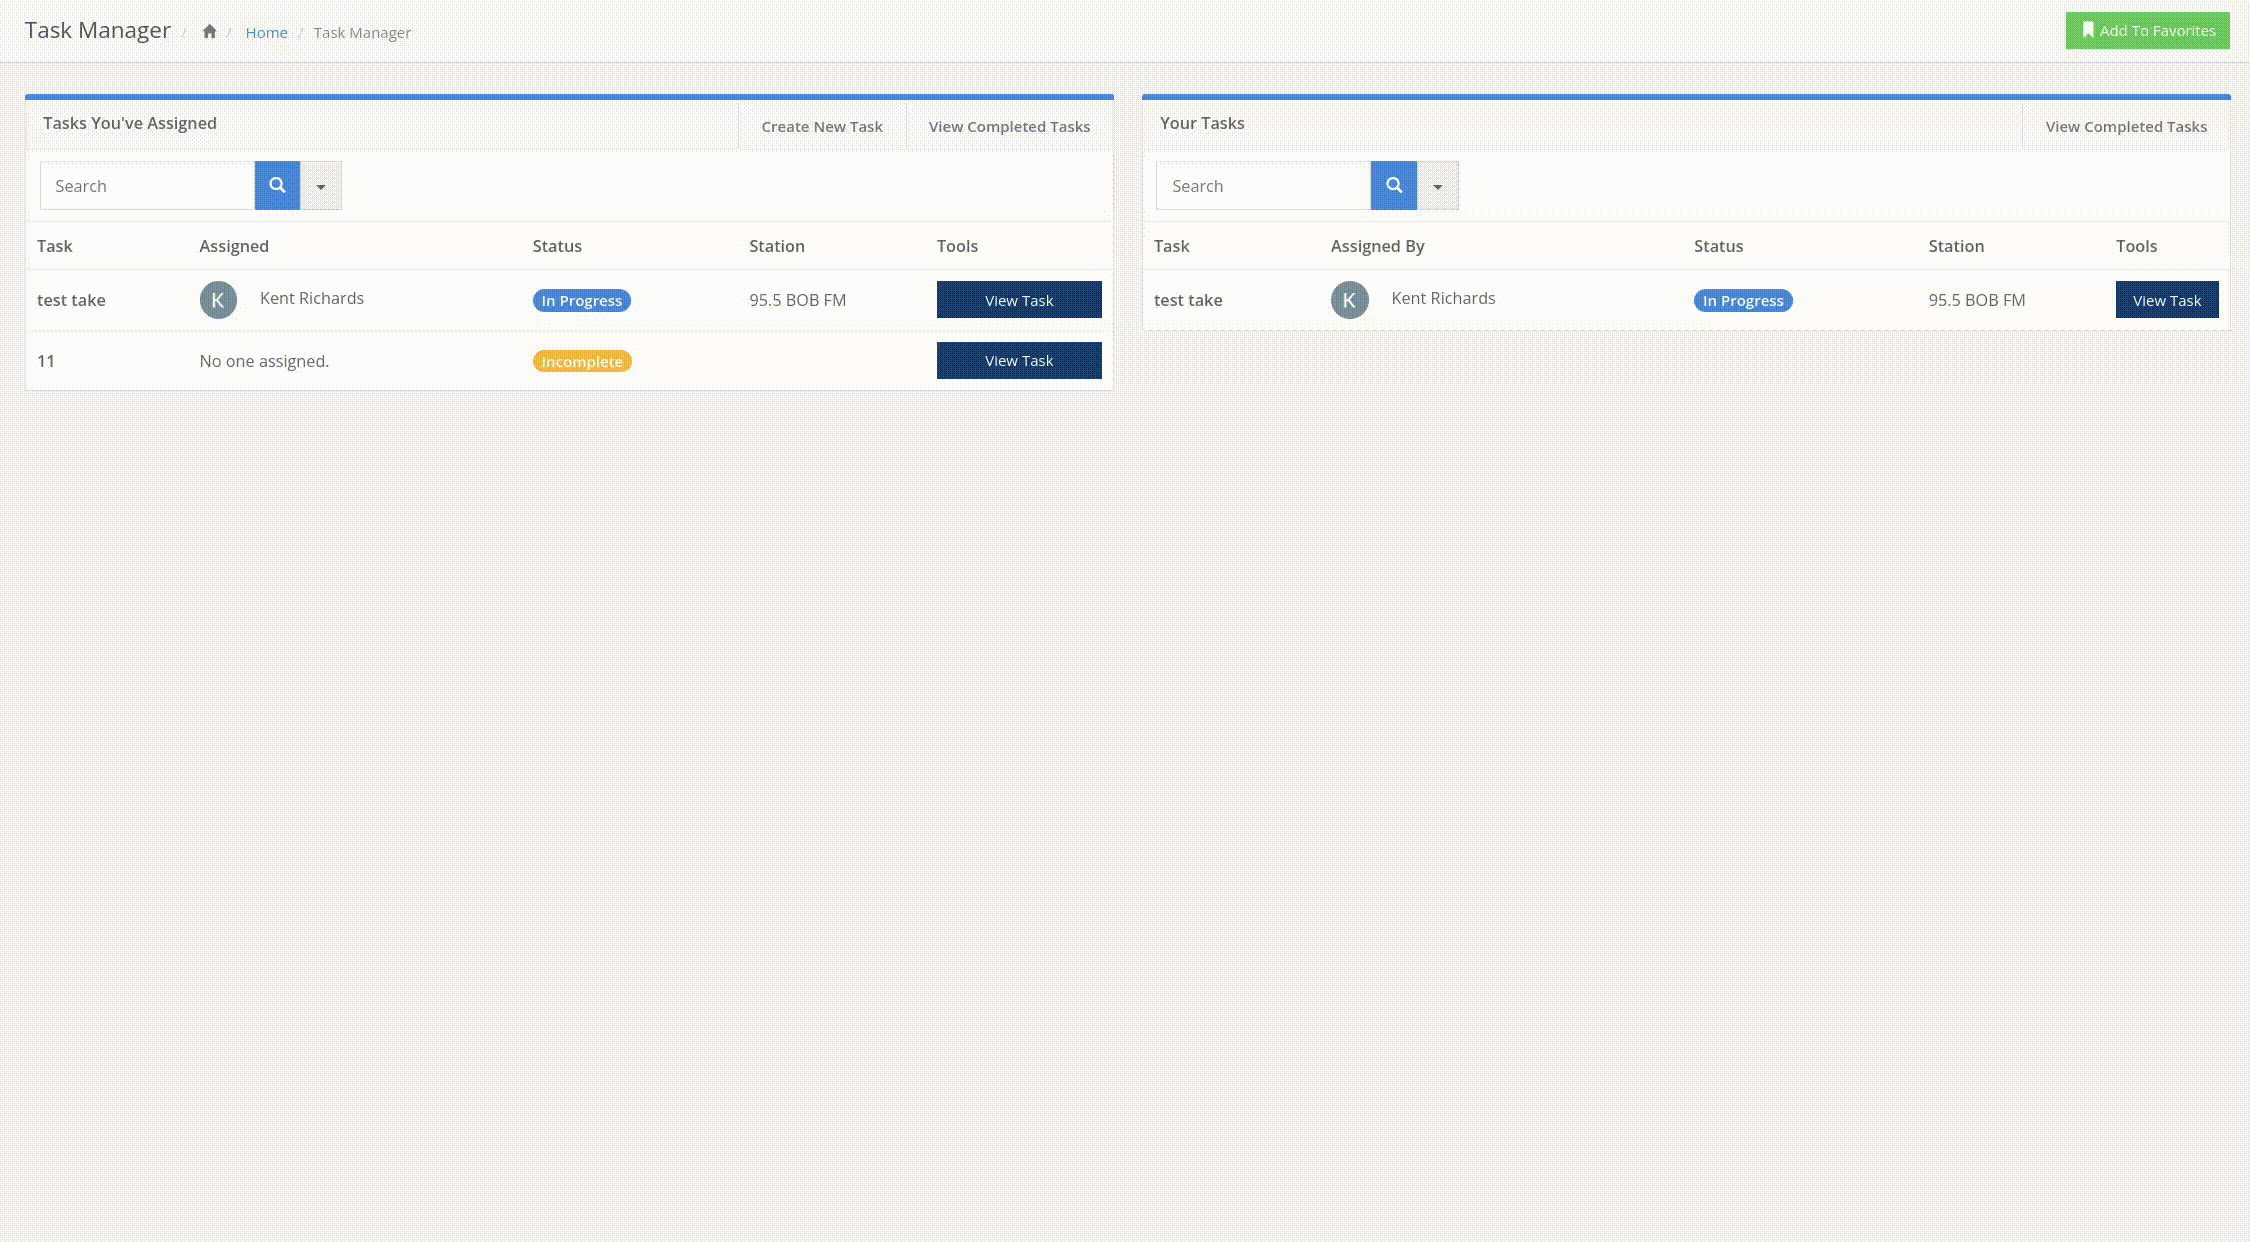 Task Manager / / Home / Task Manager
Add To Favorites
Tasks You've Assigned
Create New Task
View Completed Tasks
Search
Task Assigned Status Station Tools
test take K Kent Richards In Progress 95.5 BOB FM View Task
11 No one assigned. Incomplete View Task
Your Tasks
View Completed Tasks
Search
Task Assigned By Status Station Tools
test take K Kent Richards In Progress 95.5 BOB FM View Task